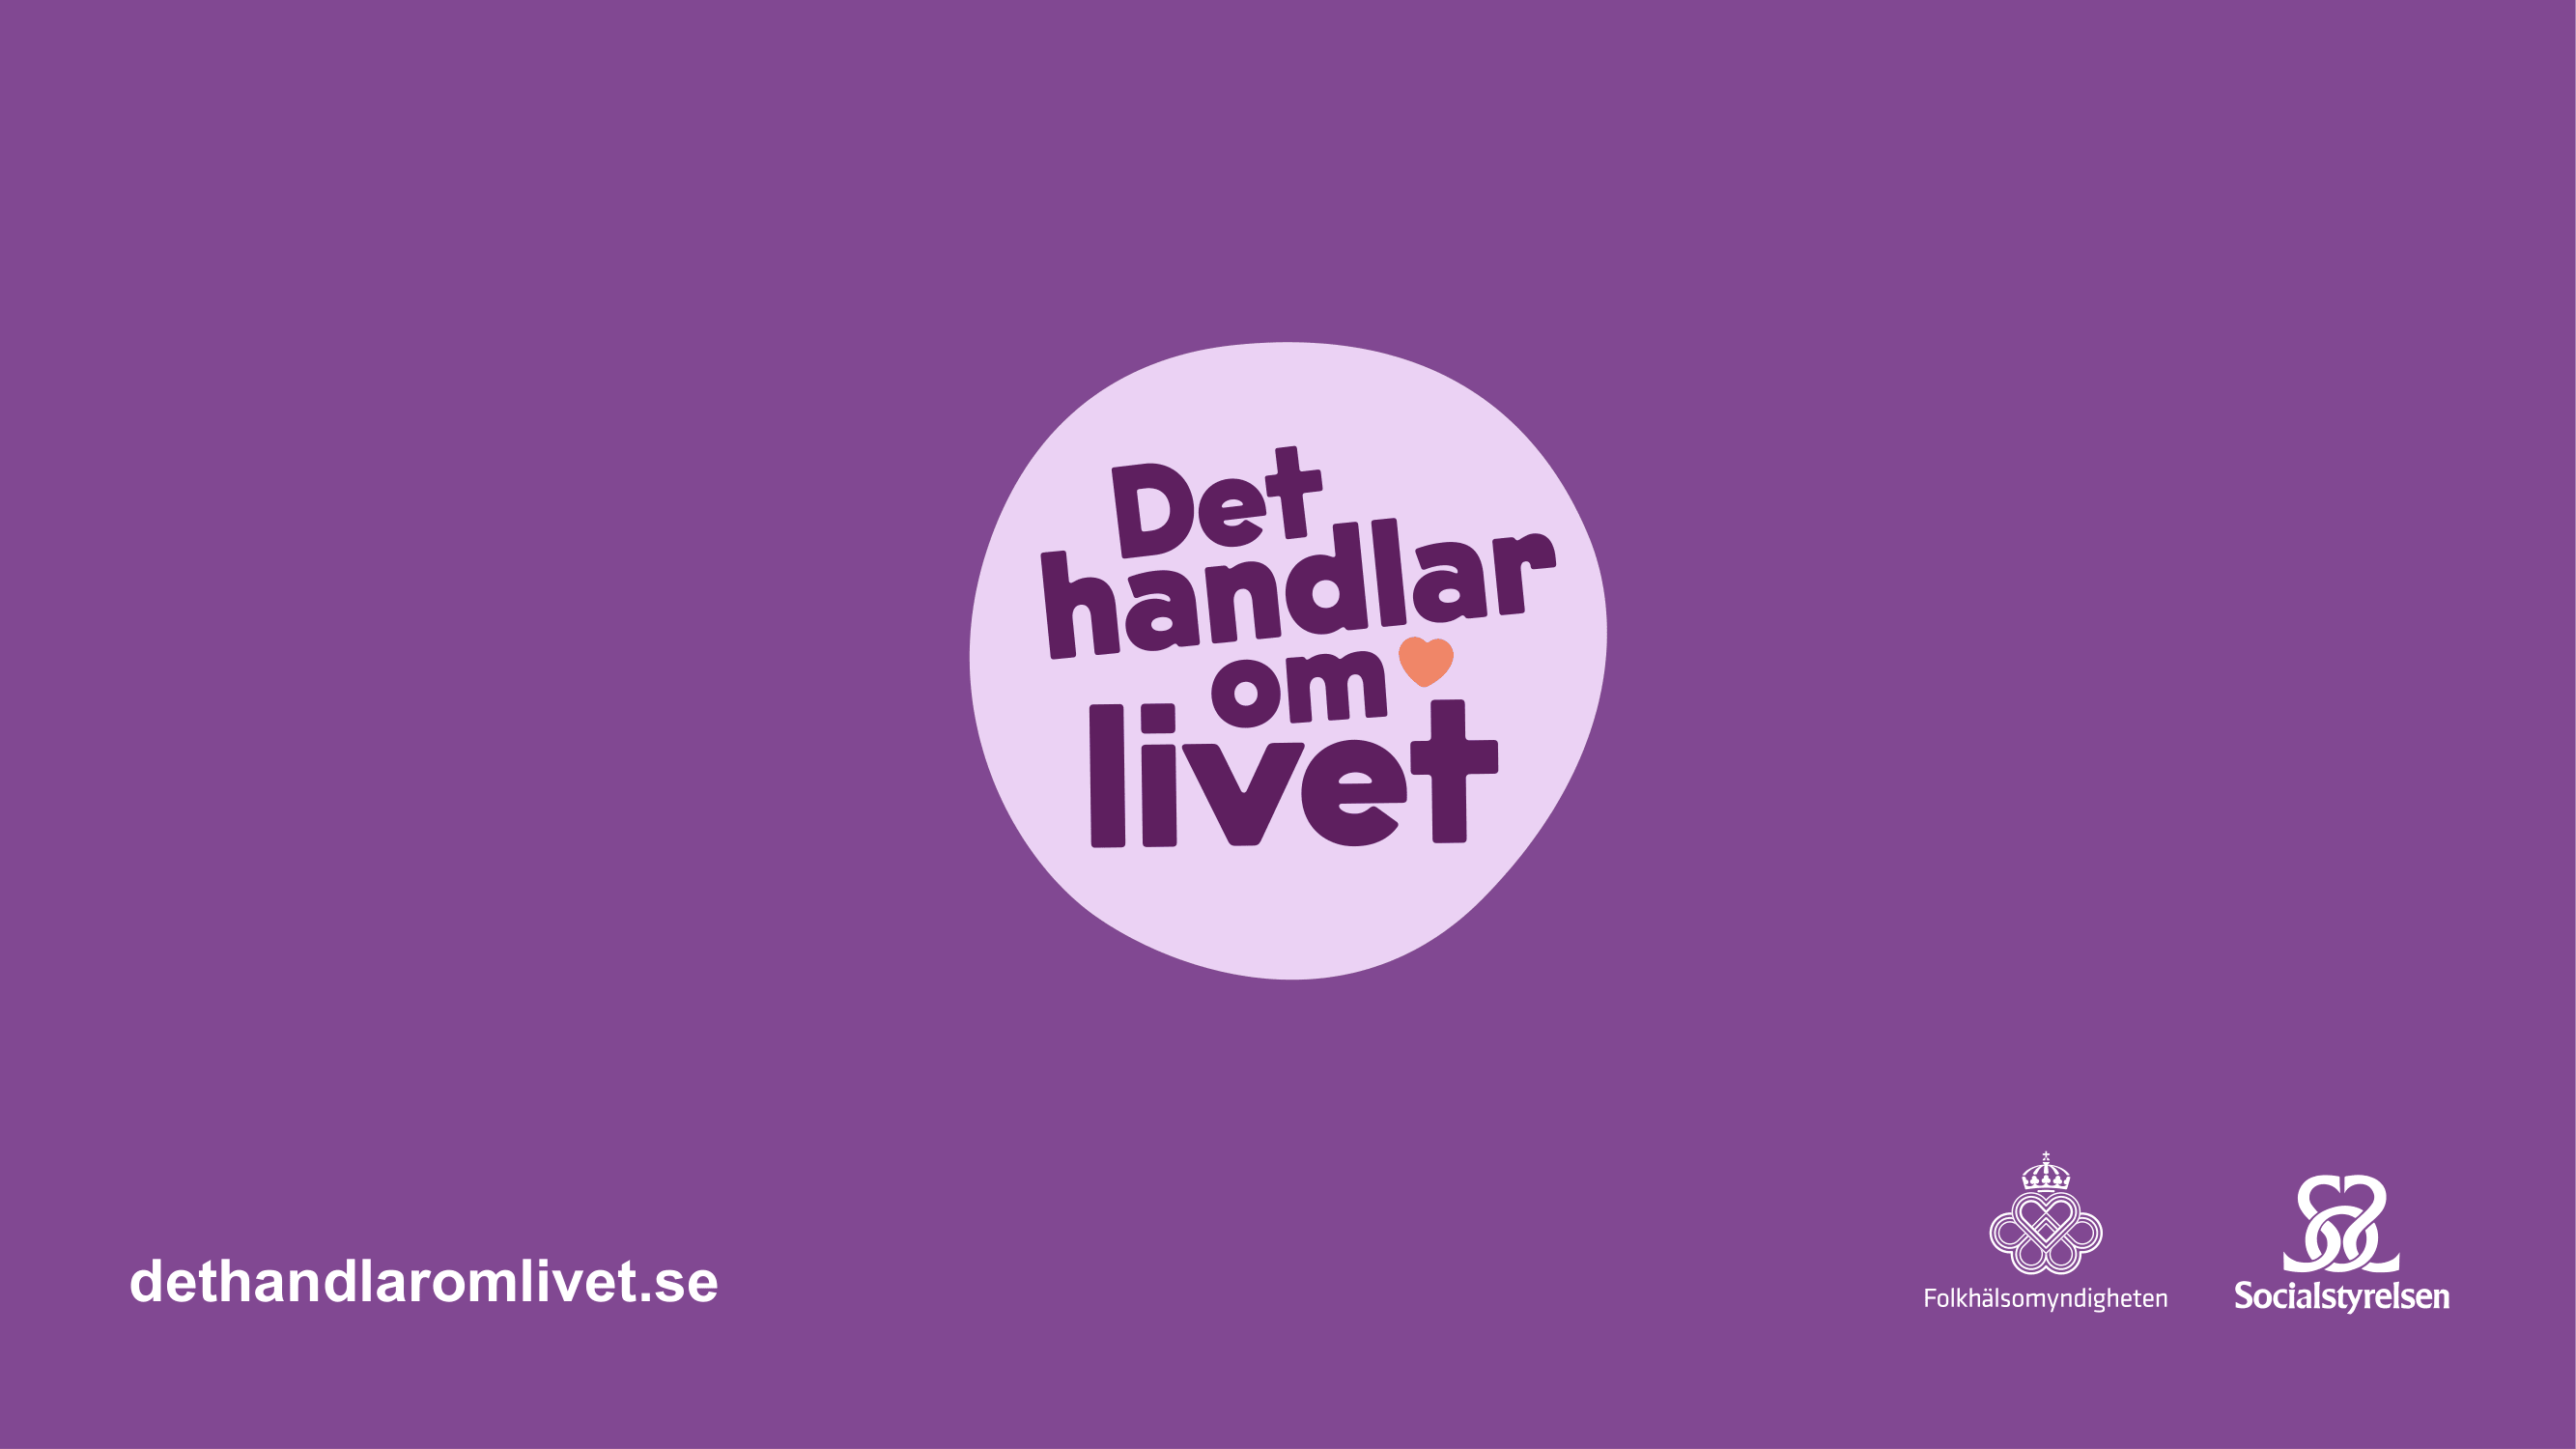 Det
handlar
om
livet
dethandlaromlivet.se
Folkhälsomyndigheten
Socialstyrelsen